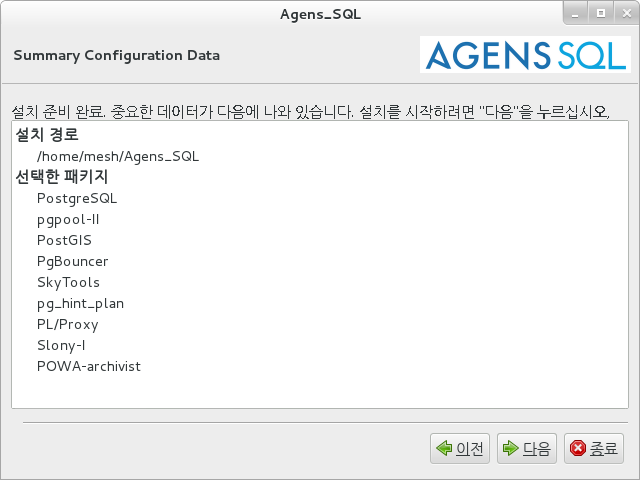 Agens_SQL
Summary Configuration Data
AGENS SQL
설치 준비 완료. 중요한 데이터가 다음에 나와 있습니다. 설치를 시작하려면 "다음"을 누르십시오,
설치 경로
/home/mesh/Agens_SQL
선택한 패키지
PostgreSQL
pgpool-II
PostGIS
PgBouncer
SkyTools
pg_hint_plan
PL/Proxy
Slony-I
POWA-archivist
이전 다음 종료